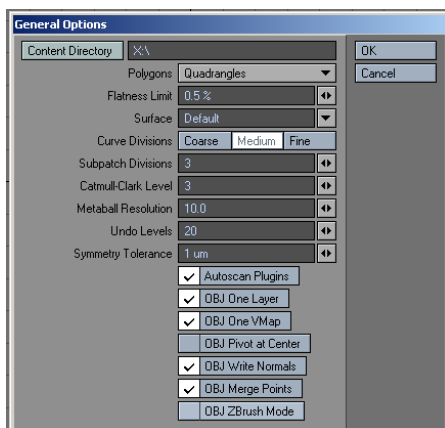 General Options
Content Directory X:\ OK
Polygons Quadrangles Cancel
Flatness Limit 0.5 %
Surface Default
Curve Divisions Coarse Medium Fine
Subpatch Divisions 3
Catmull-Clark Level 3
Metaball Resolution 10.0
Undo Levels 20
Symmetry Tolerance 1 um
Autoscan Plugins
OBJ One Layer
OBJ One VMap
OBJ Pivot at Center
OBJ Write Normals
OBJ Merge Points
OBJ ZBrush Mode